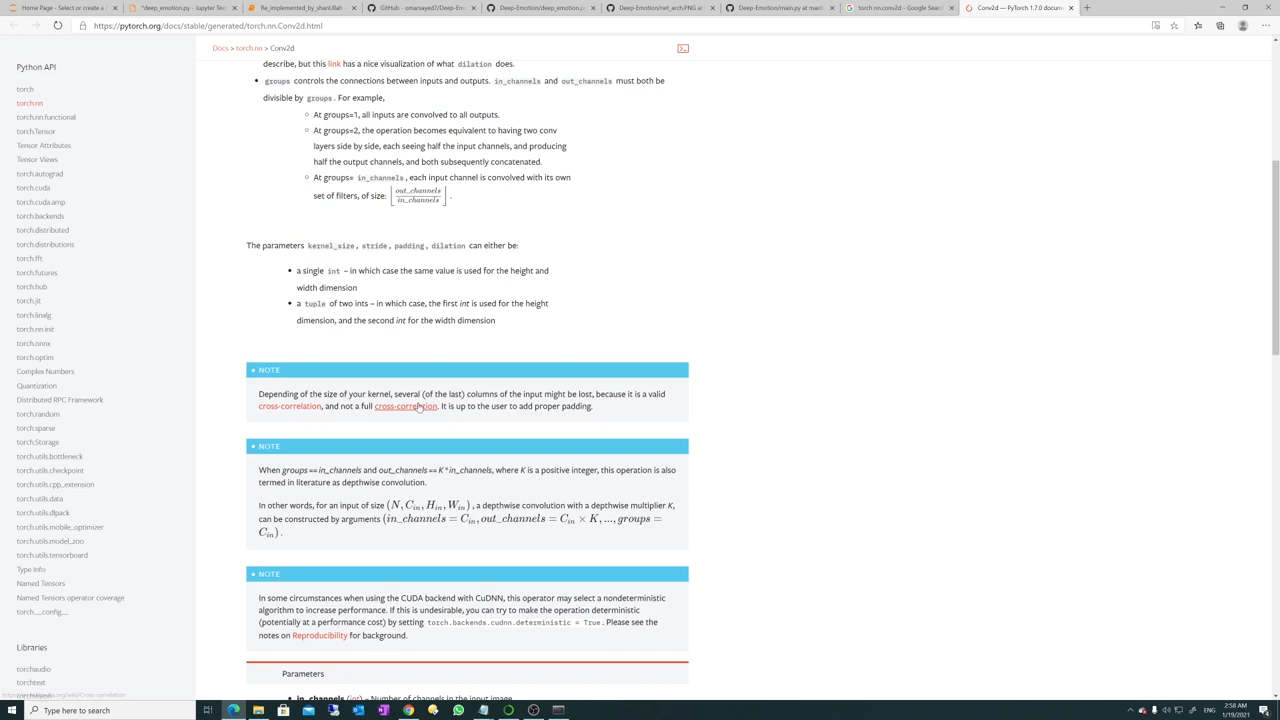 Home Page - Select or create a
*deep_emotion.py - Jupyter Text
Re_implemented_by_shanUllah
GitHub - omarsayed7/Deep-Emot
Deep-Emotion/deep_emotion.py
Deep-Emotion/net_arch.PNG at
Deep-Emotion/main.py at mast
torch nn.conv2d - Google Searc
Conv2d — PyTorch 1.7.0 docum
https://pytorch.org/docs/stable/generated/torch.nn.Conv2d.html
Docs > torch.nn > Conv2d
Python API
torch
torch.nn
torch.nn.functional
torch.Tensor
Tensor Attributes
Tensor Views
torch.autograd
torch.cuda
torch.cuda.amp
torch.backends
torch.distributed
torch.distributions
torch.fft
torch.futures
torch.hub
torch.jit
torch.linalg
torch.nn.init
torch.onnx
torch.optim
Complex Numbers
Quantization
Distributed RPC Framework
torch.random
torch.sparse
torch.Storage
torch.utils.bottleneck
torch.utils.checkpoint
torch.utils.cpp_extension
torch.utils.data
torch.utils.dlpack
torch.utils.mobile_optimizer
torch.utils.model_zoo
torch.utils.tensorboard
Type Info
Named Tensors
Named Tensors operator coverage
torch.__config__
Libraries
torchaudio
torchtext
describe, but this link has a nice visualization of what dilation does.
• groups controls the connections between inputs and outputs. in_channels and out_channels must both be
divisible by groups. For example,
○ At groups=1, all inputs are convolved to all outputs.
○ At groups=2, the operation becomes equivalent to having two conv
layers side by side, each seeing half the input channels, and producing
half the output channels, and both subsequently concatenated.
○ At groups= in_channels, each input channel is convolved with its own
set of filters, of size: ⌊out_channels/in_channels⌋.
The parameters kernel_size, stride, padding, dilation can either be:
• a single int – in which case the same value is used for the height and
width dimension
• a tuple of two ints – in which case, the first int is used for the height
dimension, and the second int for the width dimension
• NOTE
Depending of the size of your kernel, several (of the last) columns of the input might be lost, because it is a valid
cross-correlation, and not a full cross-correlation. It is up to the user to add proper padding.
• NOTE
When groups == in_channels and out_channels == K * in_channels, where K is a positive integer, this operation is also
termed in literature as depthwise convolution.
In other words, for an input of size (N, C_in, H_in, W_in), a depthwise convolution with a depthwise multiplier K,
can be constructed by arguments (in_channels = C_in, out_channels = C_in × K, ..., groups =
C_in).
• NOTE
In some circumstances when using the CUDA backend with CuDNN, this operator may select a nondeterministic
algorithm to increase performance. If this is undesirable, you can try to make the operation deterministic
(potentially at a performance cost) by setting torch.backends.cudnn.deterministic = True. Please see the
notes on Reproducibility for background.
Parameters
• in_channels (int) – Number of channels in the input image
Type here to search
ENG
2:58 AM
1/19/2021